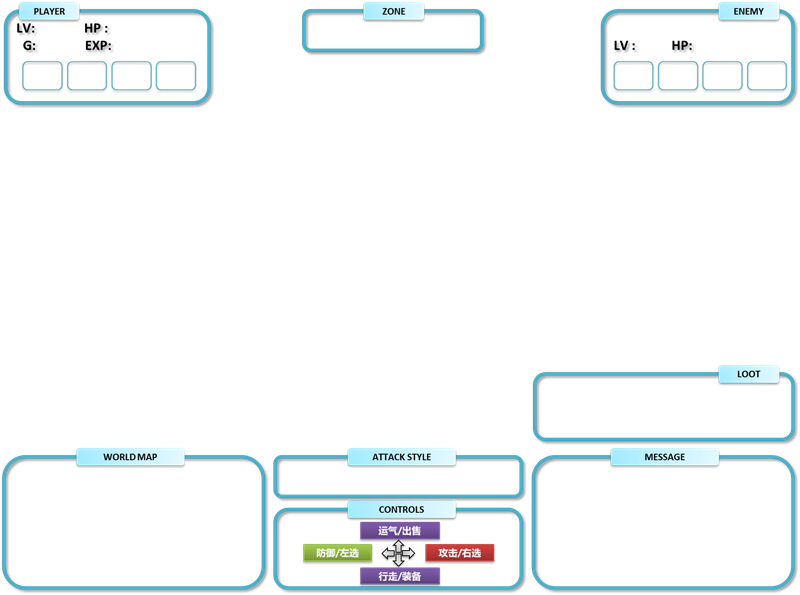 PLAYER
LV:
HP :
G:
EXP:
ZONE
ENEMY
LV :
HP:
LOOT
WORLD MAP
ATTACK STYLE
MESSAGE
CONTROLS
运气/出售
防御/左选
攻击/右选
行走/装备